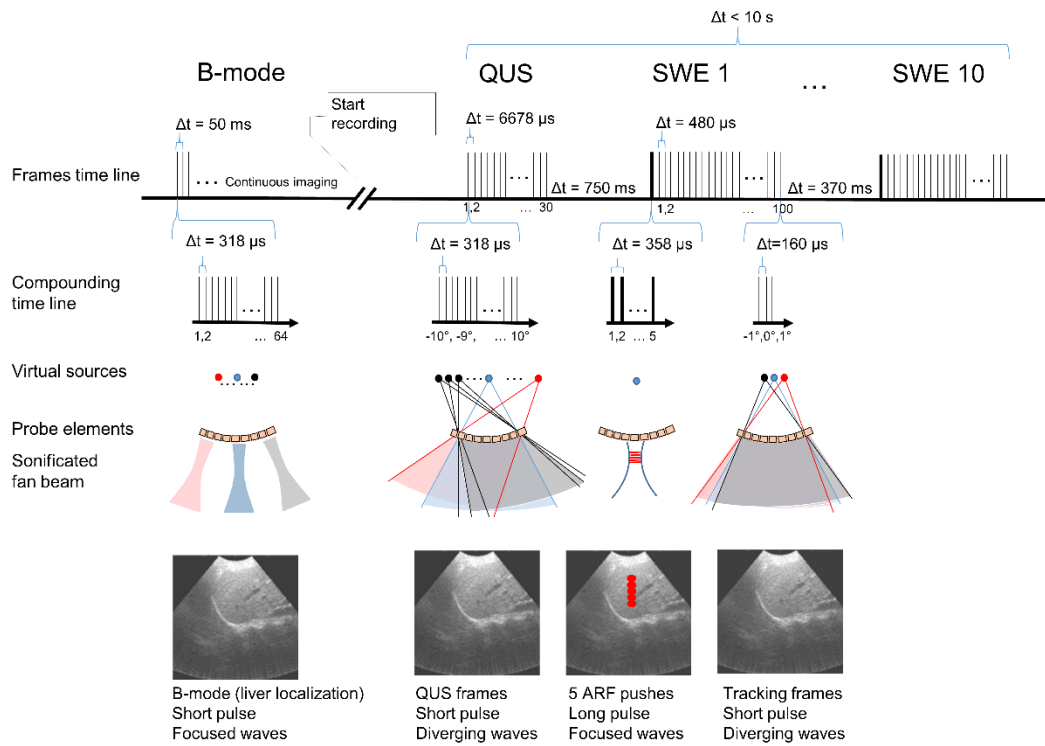 Δt < 10 s
B-mode
QUS
SWE 1
...
SWE 10
Start
recording
Δt = 50 ms
Δt = 6678 µs
Δt = 480 µs
Frames time line
... Continuous imaging
...
Δt = 750 ms
...
Δt = 370 ms
...
1,2
... 30
1,2
... 100
Δt = 318 µs
Δt = 318 µs
Δt = 358 µs
Δt=160 µs
Compounding
time line
...
...
...
1,2
... 64
-10°, -9°,
... 10°
1,2 ... 5
-1°,0°,1°
Virtual sources
Probe elements
Sonificated
fan beam
B-mode (liver localization)
Short pulse
Focused waves
QUS frames
Short pulse
Diverging waves
5 ARF pushes
Long pulse
Focused waves
Tracking frames
Short pulse
Diverging waves